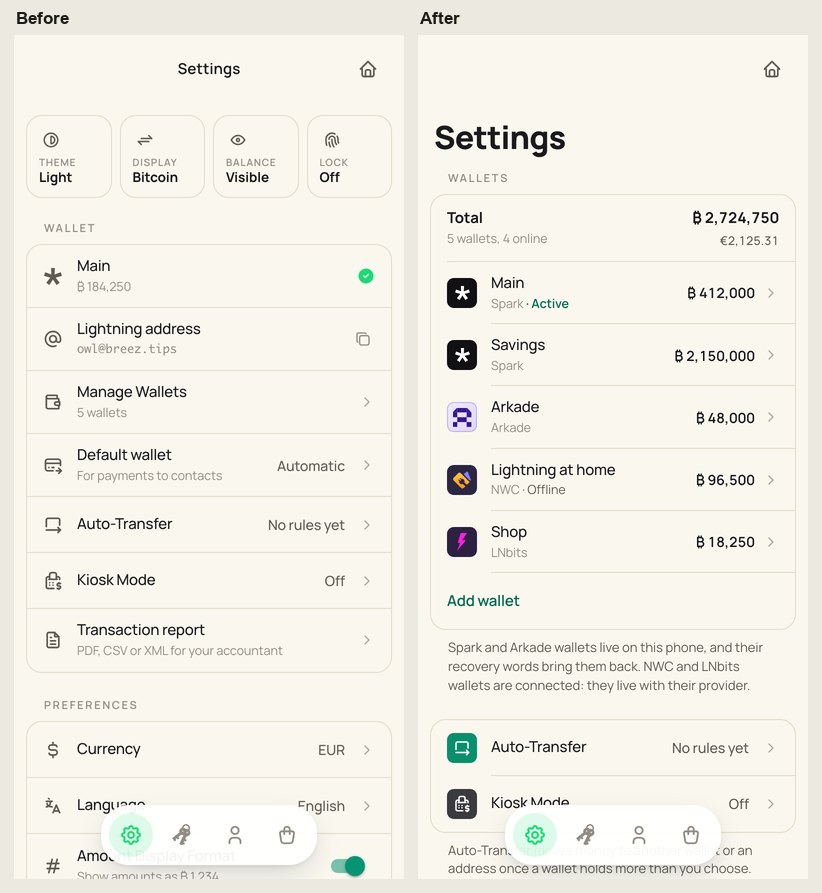 Before
Settings
THEME
Light
DISPLAY
Bitcoin
BALANCE
Visible
LOCK
Off
WALLET
Main
₿ 184,250
Lightning address
owl@breez.tips
Manage Wallets
5 wallets
Default wallet
For payments to contacts
Automatic
Auto-Transfer
No rules yet
Kiosk Mode
Off
Transaction report
PDF, CSV or XML for your accountant
PREFERENCES
Currency
EUR
Language
English
Amount Display Format
Show amounts as ₿ 1,234
After
Settings
WALLETS
Total
₿ 2,724,750
5 wallets, 4 online
€2,125.31
Main
Spark · Active
₿ 412,000
Savings
Spark
₿ 2,150,000
Arkade
Arkade
₿ 48,000
Lightning at home
NWC · Offline
₿ 96,500
Shop
LNbits
₿ 18,250
Add wallet
Spark and Arkade wallets live on this phone, and their
recovery words bring them back. NWC and LNbits
wallets are connected: they live with their provider.
Auto-Transfer
No rules yet
Kiosk Mode
Off
money to another wallet or an
address once a wallet holds more than you choose.